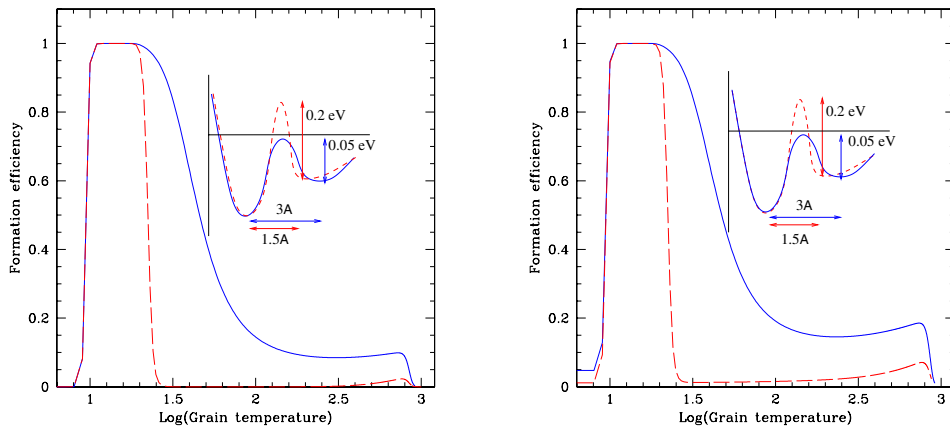 1
0.8
0.6
0.4
0.2
0
Formation efficiency
0.2 eV
0.05 eV
3A
1.5A
1
1.5
2
2.5
3
Log(Grain temperature)
1
0.8
0.6
0.4
0.2
0
Formation efficiency
0.2 eV
0.05 eV
3A
1.5A
1
1.5
2
2.5
3
Log(Grain temperature)